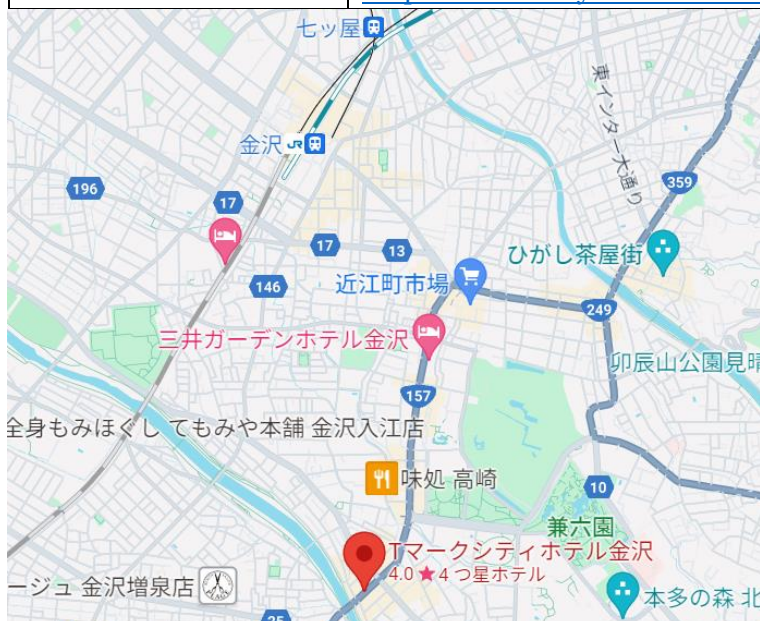 七ッ屋
東インター大通り
金沢 JR
196
17
359
17
13
ひがし茶屋街
近江町市場
146
249
三井ガーデンホテル金沢
卯辰山公園見晴
157
全身もみほぐし てもみや本舗 金沢入江店
味処 高崎
10
兼六園
Tマークシティホテル金沢
4.0★4 つ星ホテル
ージュ 金沢増泉店
本多の森 北